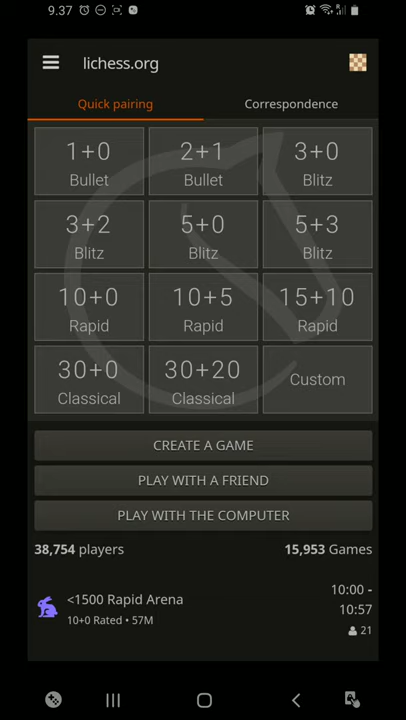 9.37
lichess.org
Quick pairing Correspondence
1+0 2+1 3+0
Bullet Bullet Blitz
3+2 5+0 5+3
Blitz Blitz Blitz
10+0 10+5 15+10
Rapid Rapid Rapid
30+0 30+20 Custom
Classical Classical
CREATE A GAME
PLAY WITH A FRIEND
PLAY WITH THE COMPUTER
38,754 players 15,953 Games
<1500 Rapid Arena 10:00 -
10+0 Rated • 57M 10:57
21